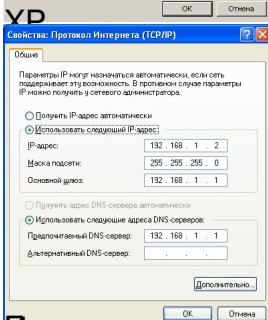 OK Отмена
XP
Свойства: Протокол Интернета (TCP/IP)
Общие
Параметры IP могут назначаться автоматически, если сеть
поддерживает эту возможность. В противном случае параметры
IP можно получить у сетевого администратора.
Получить IP-адрес автоматически
Использовать следующий IP-адрес:
IP-адрес: 192 . 168 . 1 . 2
Маска подсети: 255 . 255 . 255 . 0
Основной шлюз: 192 . 168 . 1 . 1
Получить адрес DNS-сервера автоматически
Использовать следующие адреса DNS-серверов:
Предпочитаемый DNS-сервер: 192 . 168 . 1 . 1
Альтернативный DNS-сервер: . . .
Дополнительно...
OK Отмена